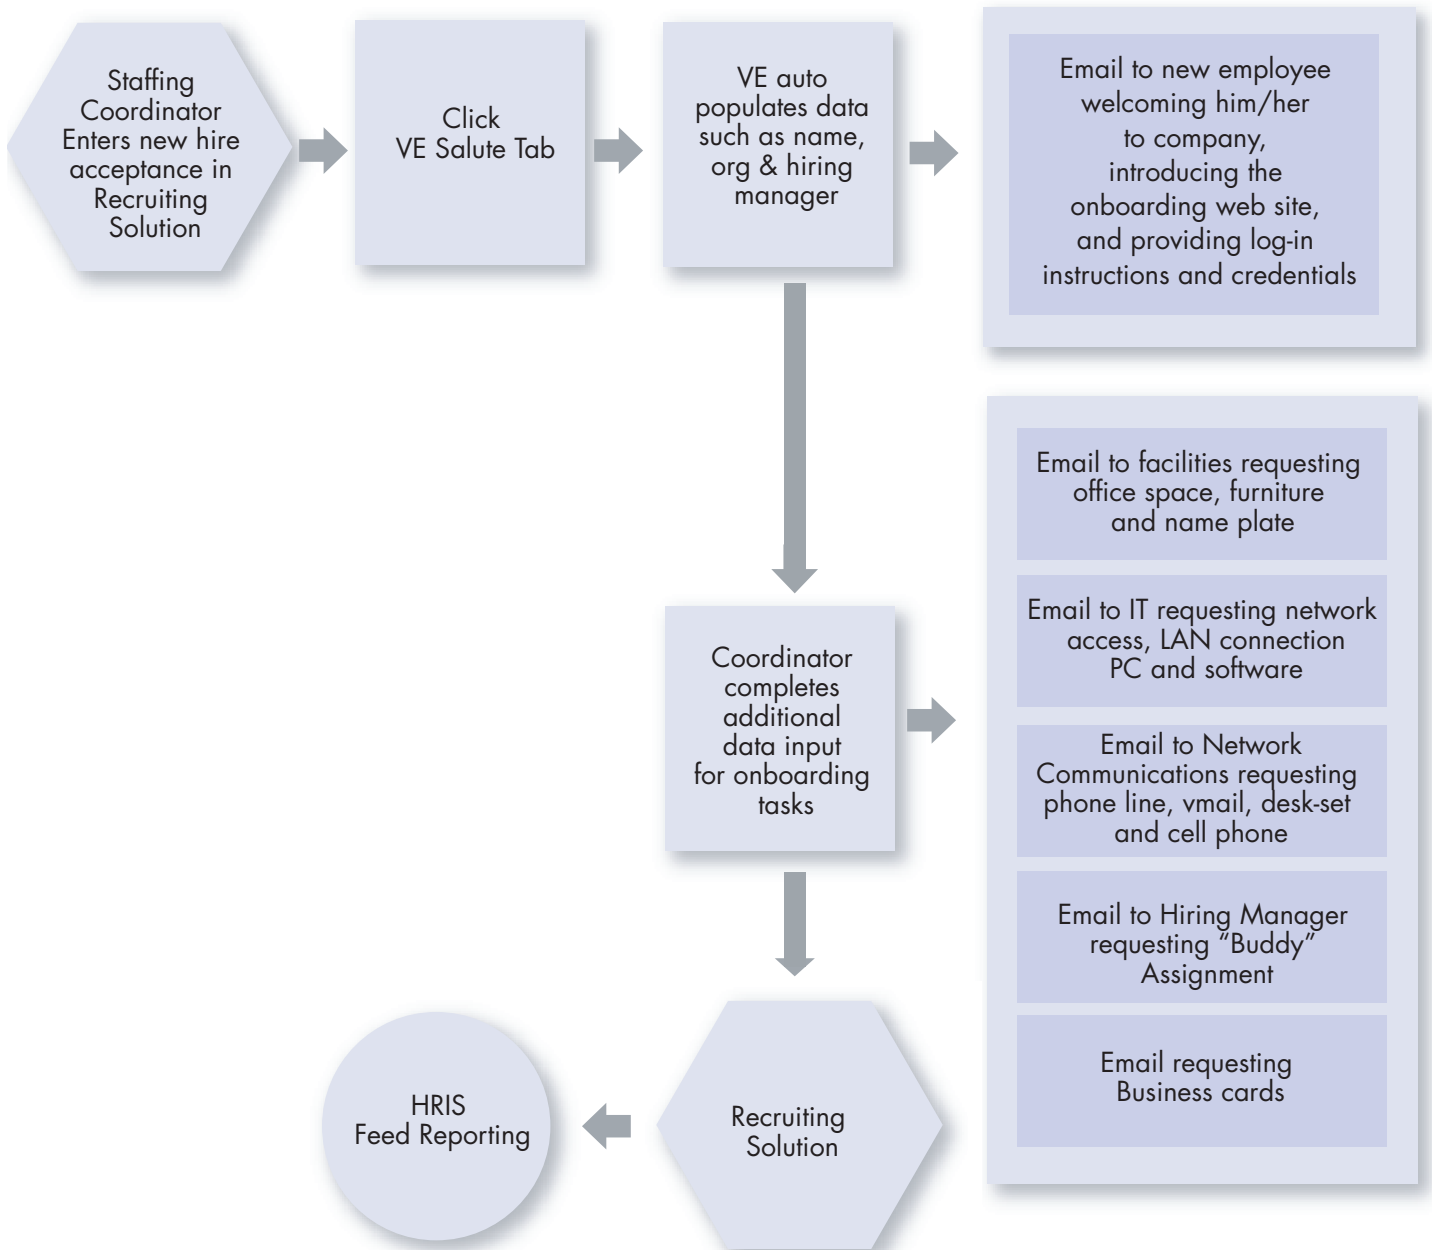 Staffing
Coordinator
Enters new hire
acceptance in
Recruiting
Solution
Click
VE Salute Tab
VE auto
populates data
such as name,
org & hiring
manager
Email to new employee
welcoming him/her
to company,
introducing the
onboarding web site,
and providing log-in
instructions and credentials
Coordinator
completes
additional
data input
for onboarding
tasks
Email to facilities requesting
office space, furniture
and name plate
Email to IT requesting network
access, LAN connection
PC and software
Email to Network
Communications requesting
phone line, vmail, desk-set
and cell phone
Email to Hiring Manager
requesting “Buddy”
Assignment
Email requesting
Business cards
Recruiting
Solution
HRIS
Feed Reporting